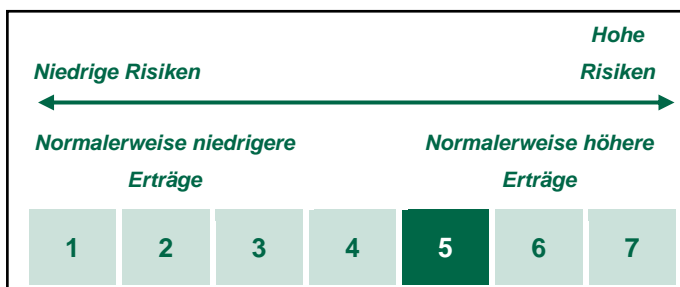 Hohe
Niedrige Risiken Risiken
Normalerweise niedrigere Normalerweise höhere
Erträge Erträge
1 2 3 4 5 6 7